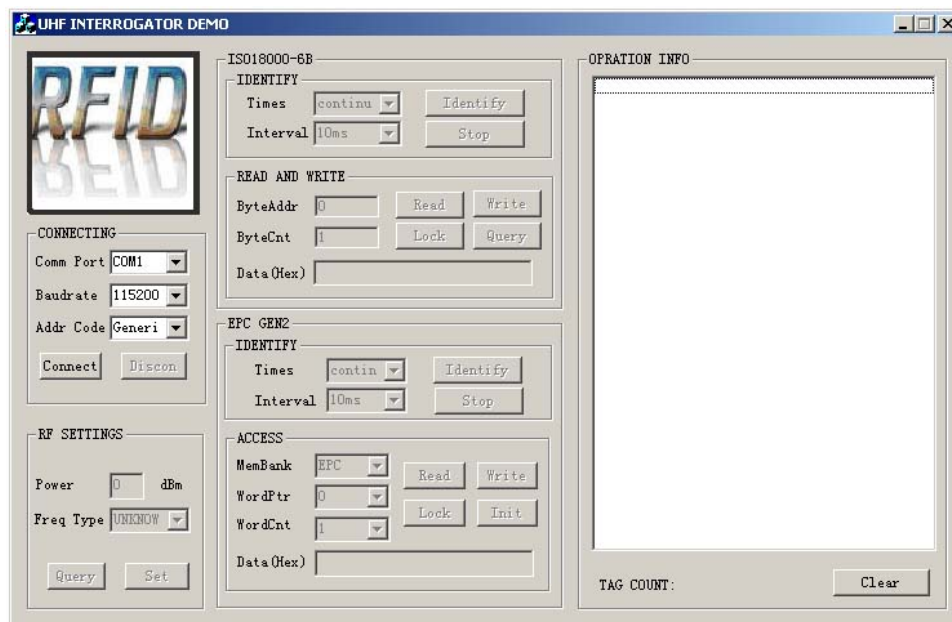 UHF INTERROGATOR DEMO
RFID
CONNECTING
Comm Port COM1
Baudrate 115200
Addr Code Generi
Connect Discon
RF SETTINGS
Power 0 dBm
Freq Type UNKNOW
Query Set
ISO18000-6B
IDENTIFY
Times continu Identify
Interval 10ms Stop
READ AND WRITE
ByteAddr 0 Read Write
ByteCnt 1 Lock Query
Data(Hex)
EPC GEN2
IDENTIFY
Times contin Identify
Interval 10ms Stop
ACCESS
MemBank EPC Read Write
WordPtr 0
WordCnt 1 Lock Init
Data(Hex)
OPRATION INFO
TAG COUNT: Clear